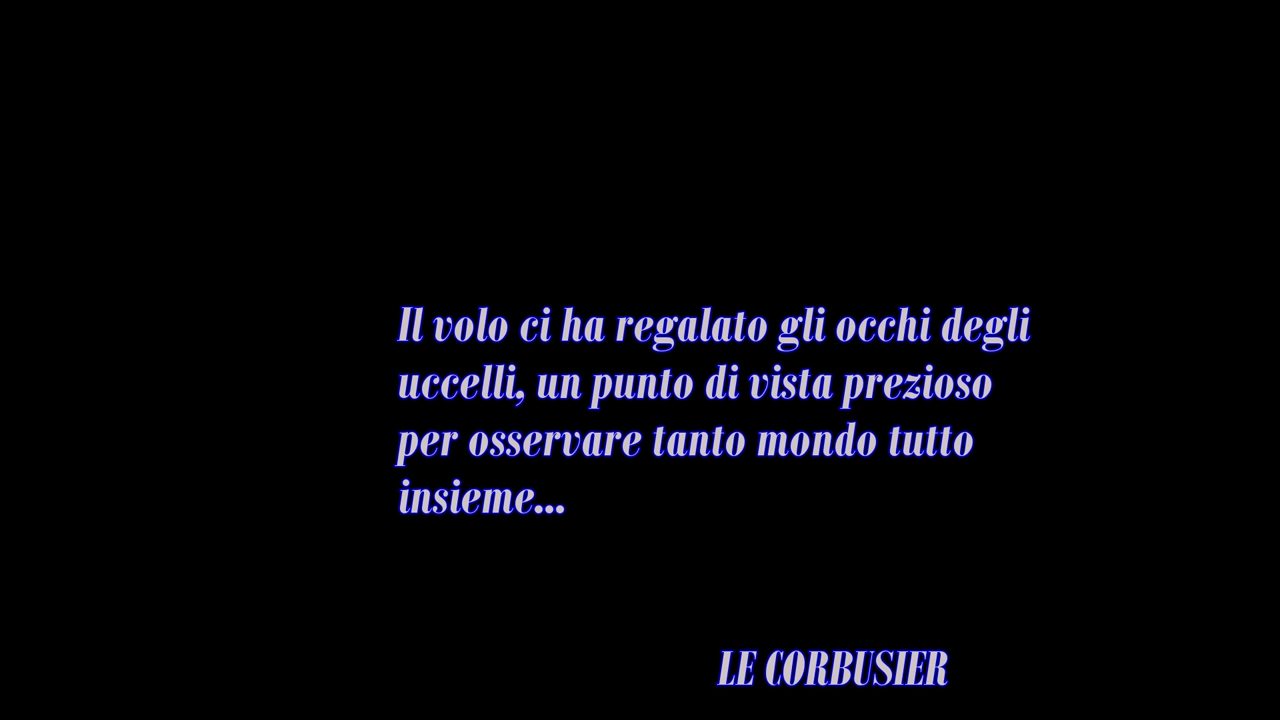 Il volo ci ha regalato gli occhi degli
uccelli, un punto di vista prezioso
per osservare tanto mondo tutto
insieme...
LE CORBUSIER